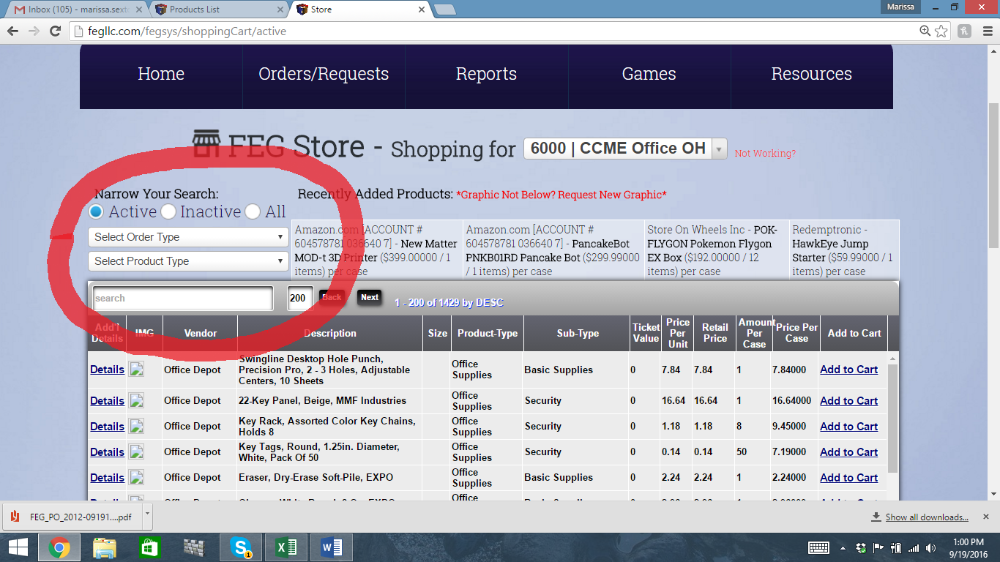 Inbox (105) - marissa.sext
Products List
Store
Marissa
fegllc.com/fegsys/shoppingCart/active
Home
Orders/Requests
Reports
Games
Resources
FEG Store - Shopping for 6000 | CCME Office OH Not Working?
Narrow Your Search:
Active Inactive All
Select Order Type
Select Product Type
Recently Added Products: *Graphic Not Below? Request New Graphic*
Amazon.com [ACCOUNT #
604578781 036640 7] - New Matter
MOD-t 3D Printer ($399.00000 / 1
items) per case
Amazon.com [ACCOUNT #
604578781 036640 7] - PancakeBot
PNKB01RD Pancake Bot ($299.99000
/ 1 items) per case
Store On Wheels Inc - POK-
FLYGON Pokemon Flygon
EX Box ($192.00000 / 12
items) per case
Redemptronic -
HawkEye Jump
Starter ($59.99000 / 1
items) per case
search
200
Back
Next
1 - 200 of 1429 by DESC
Add'l
Details
IMG
Vendor
Description
Size
Product-Type
Sub-Type
Ticket
Value
Price
Per
Unit
Retail
Price
Amount
Per
Case
Price Per
Case
Add to Cart
Details
Office Depot
Swingline Desktop Hole Punch,
Precision Pro, 2 - 3 Holes, Adjustable
Centers, 10 Sheets
Office
Supplies
Basic Supplies
0
7.84
7.84
1
7.84000
Add to Cart
Details
Office Depot
22-Key Panel, Beige, MMF Industries
Office
Supplies
Security
0
16.64
16.64
1
16.64000
Add to Cart
Details
Office Depot
Key Rack, Assorted Color Key Chains,
Holds 8
Office
Supplies
Security
0
1.18
1.18
8
9.45000
Add to Cart
Details
Office Depot
Key Tags, Round, 1.25in. Diameter,
White, Pack Of 50
Office
Supplies
Security
0
0.14
0.14
50
7.19000
Add to Cart
Details
Office Depot
Eraser, Dry-Erase Soft-Pile, EXPO
Office
Supplies
Basic Supplies
0
2.24
2.24
1
2.24000
Add to Cart
Office
FEG_PO_2012-09191....pdf
Show all downloads...
1
1:00 PM
9/19/2016